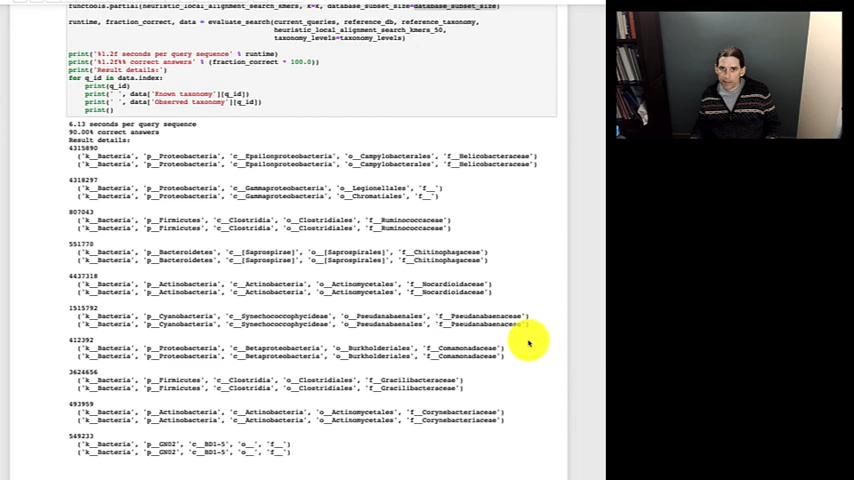 functools.partial(heuristic_local_alignment_search_kmers, k=k, database_subset_size=database_subset_size)
runtime, fraction_correct, data = evaluate_search(current_queries, reference_db, reference_taxonomy,
heuristic_local_alignment_search_kmers_50,
taxonomy_levels=taxonomy_levels)
print('%1.2f seconds per query sequence' % runtime)
print('%1.2f%% correct answers' % (fraction_correct * 100.0))
print('Result details:')
for q_id in data.index:
print(q_id)
print(' ', data['Known taxonomy'][q_id])
print(' ', data['Observed taxonomy'][q_id])
print()
6.13 seconds per query sequence
90.00% correct answers
Result details:
4315890
('k__Bacteria', 'p__Proteobacteria', 'c__Epsilonproteobacteria', 'o__Campylobacterales', 'f__Helicobacteraceae')
('k__Bacteria', 'p__Proteobacteria', 'c__Epsilonproteobacteria', 'o__Campylobacterales', 'f__Helicobacteraceae')
4318297
('k__Bacteria', 'p__Proteobacteria', 'c__Gammaproteobacteria', 'o__Legionellales', 'f__')
('k__Bacteria', 'p__Proteobacteria', 'c__Gammaproteobacteria', 'o__Chromatiales', 'f__')
807043
('k__Bacteria', 'p__Firmicutes', 'c__Clostridia', 'o__Clostridiales', 'f__Ruminococcaceae')
('k__Bacteria', 'p__Firmicutes', 'c__Clostridia', 'o__Clostridiales', 'f__Ruminococcaceae')
551770
('k__Bacteria', 'p__Bacteroidetes', 'c__[Saprospirae]', 'o__[Saprospirales]', 'f__Chitinophagaceae')
('k__Bacteria', 'p__Bacteroidetes', 'c__[Saprospirae]', 'o__[Saprospirales]', 'f__Chitinophagaceae')
4437318
('k__Bacteria', 'p__Actinobacteria', 'c__Actinobacteria', 'o__Actinomycetales', 'f__Nocardioidaceae')
('k__Bacteria', 'p__Actinobacteria', 'c__Actinobacteria', 'o__Actinomycetales', 'f__Nocardioidaceae')
1515792
('k__Bacteria', 'p__Cyanobacteria', 'c__Synechococcophycideae', 'o__Pseudanabaenales', 'f__Pseudanabaenaceae')
('k__Bacteria', 'p__Cyanobacteria', 'c__Synechococcophycideae', 'o__Pseudanabaenales', 'f__Pseudanabaenaceae')
412392
('k__Bacteria', 'p__Proteobacteria', 'c__Betaproteobacteria', 'o__Burkholderiales', 'f__Comamonadaceae')
('k__Bacteria', 'p__Proteobacteria', 'c__Betaproteobacteria', 'o__Burkholderiales', 'f__Comamonadaceae')
3624656
('k__Bacteria', 'p__Firmicutes', 'c__Clostridia', 'o__Clostridiales', 'f__Gracilibacteraceae')
('k__Bacteria', 'p__Firmicutes', 'c__Clostridia', 'o__Clostridiales', 'f__Gracilibacteraceae')
493959
('k__Bacteria', 'p__Actinobacteria', 'c__Actinobacteria', 'o__Actinomycetales', 'f__Corynebacteriaceae')
('k__Bacteria', 'p__Actinobacteria', 'c__Actinobacteria', 'o__Actinomycetales', 'f__Corynebacteriaceae')
549233
('k__Bacteria', 'p__GN02', 'c__BD1-5', 'o__', 'f__')
('k__Bacteria', 'p__GN02', 'c__BD1-5', 'o__', 'f__')